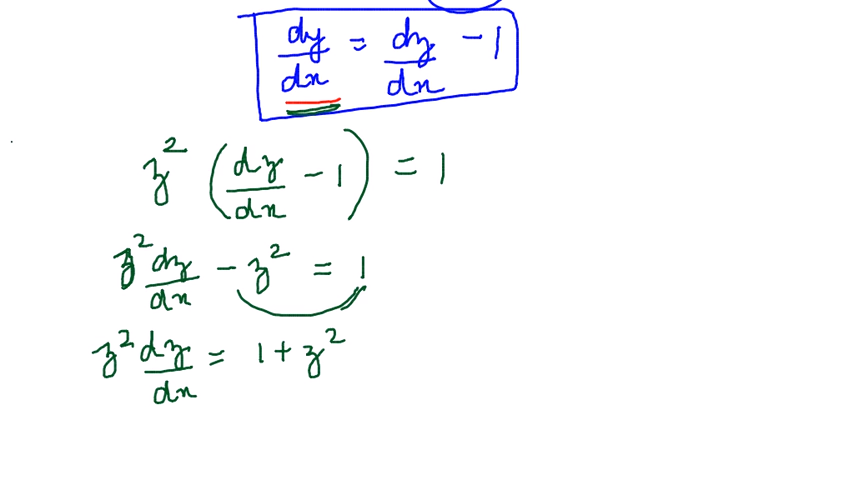 dy/dx = dz/dx - 1
z² (dz/dx - 1) = 1
z² dz/dx - z² = 1
z² dz/dx = 1 + z²